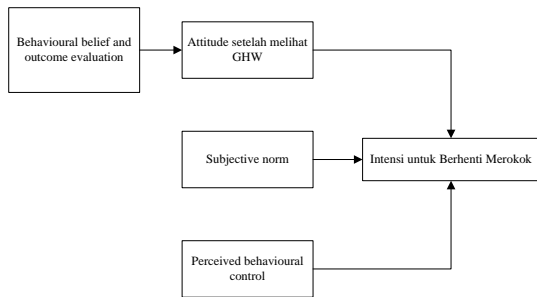 Behavioural belief and
outcome evaluation
Attitude setelah melihat
GHW
Subjective norm
Intensi untuk Berhenti Merokok
Perceived behavioural
control